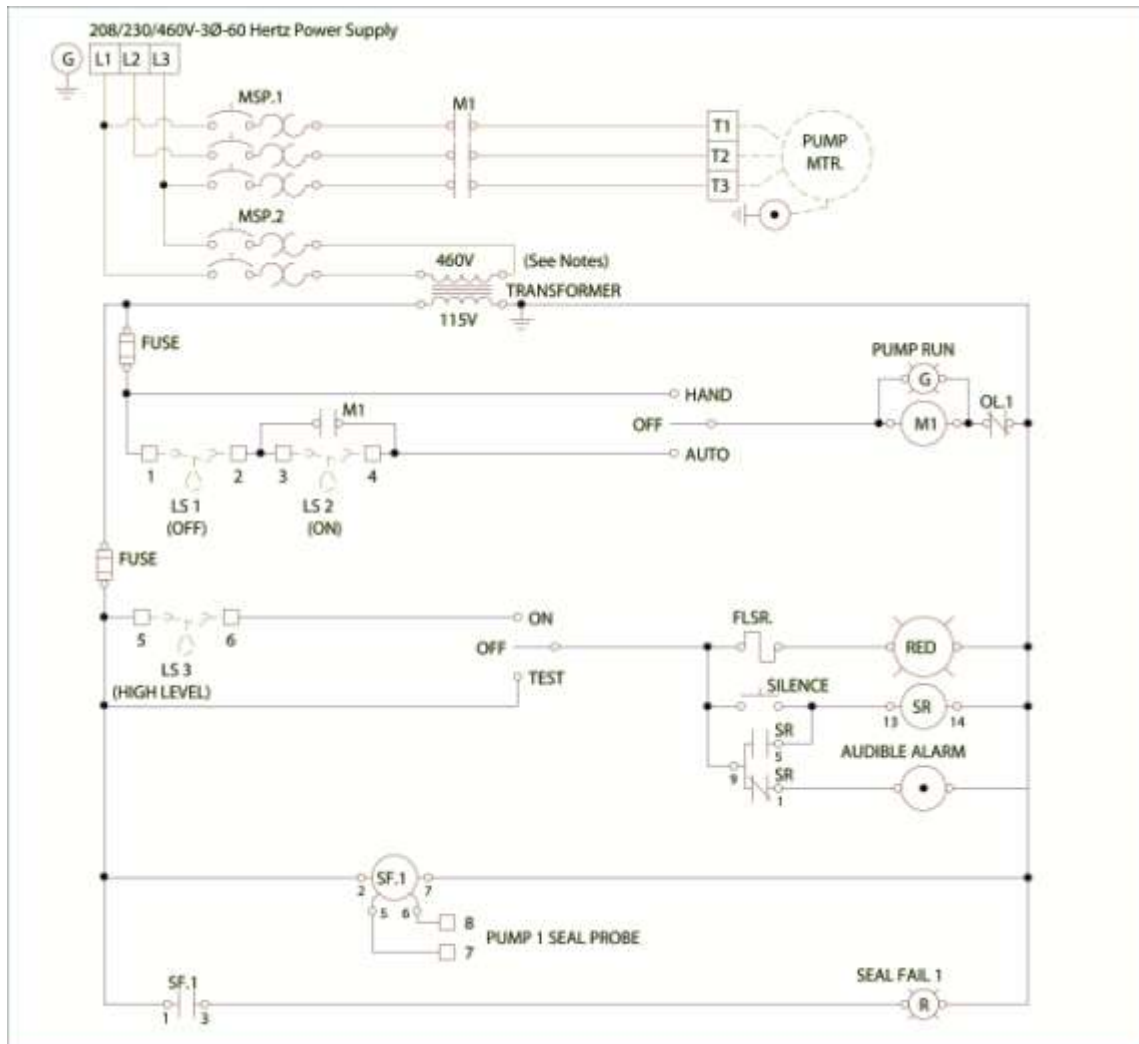 208/230/460V-3Ø-60 Hertz Power Supply
G L1 L2 L3
MSP.1
M1
T1
T2
T3
PUMP
MTR.
MSP.2
460V
(See Notes)
TRANSFORMER
115V
FUSE
PUMP RUN
G
HAND
OL.1
M1
OFF
M1
AUTO
1 2 3 4
LS 1
(OFF)
LS 2
(ON)
FUSE
ON
FLSR.
5 6
OFF
RED
LS 3
(HIGH LEVEL)
TEST
SILENCE
13 SR 14
SR
5
AUDIBLE ALARM
9
SR
1
2 SF.1 7
5 6
8
PUMP 1 SEAL PROBE
7
SF.1
SEAL FAIL 1
1 3
R